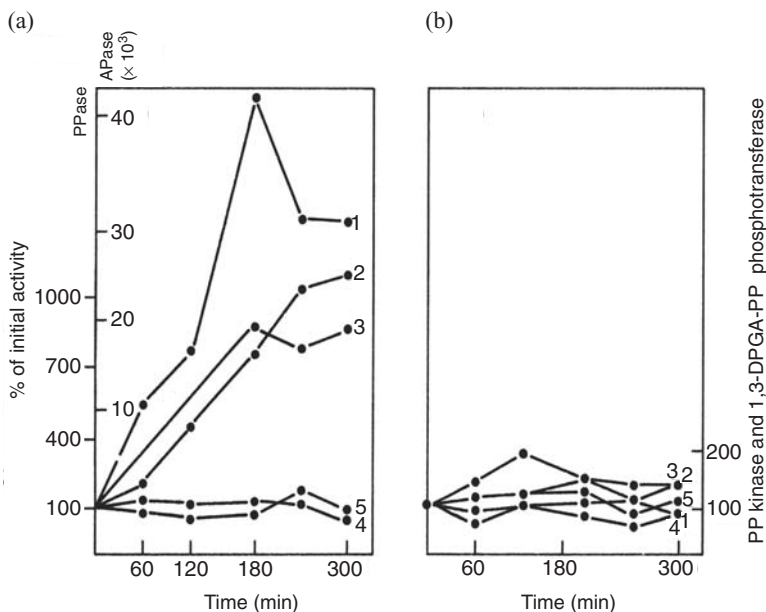 (a)
(b)
PPase
APase
(× 10³)
40
30
20
10
1000
700
400
100
% of initial activity
1
2
3
5
4
60 120 180 300
Time (min)
3 2
5
1
4
200
100
PP kinase and 1,3-DPGA-PP phosphotransferase
60 180 300
Time (min)